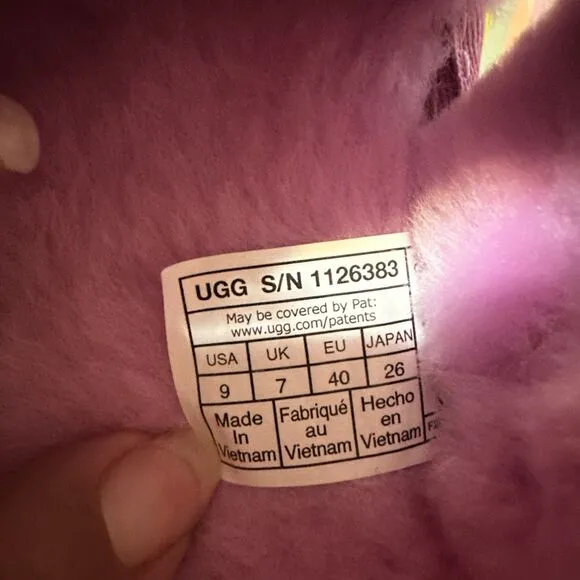 UGG S/N 1126383
May be covered by Pat:
www.ugg.com/patents
USA UK EU JAPAN
9 7 40 26
Made Fabriqué Hecho
In au en
Vietnam Vietnam Vietnam